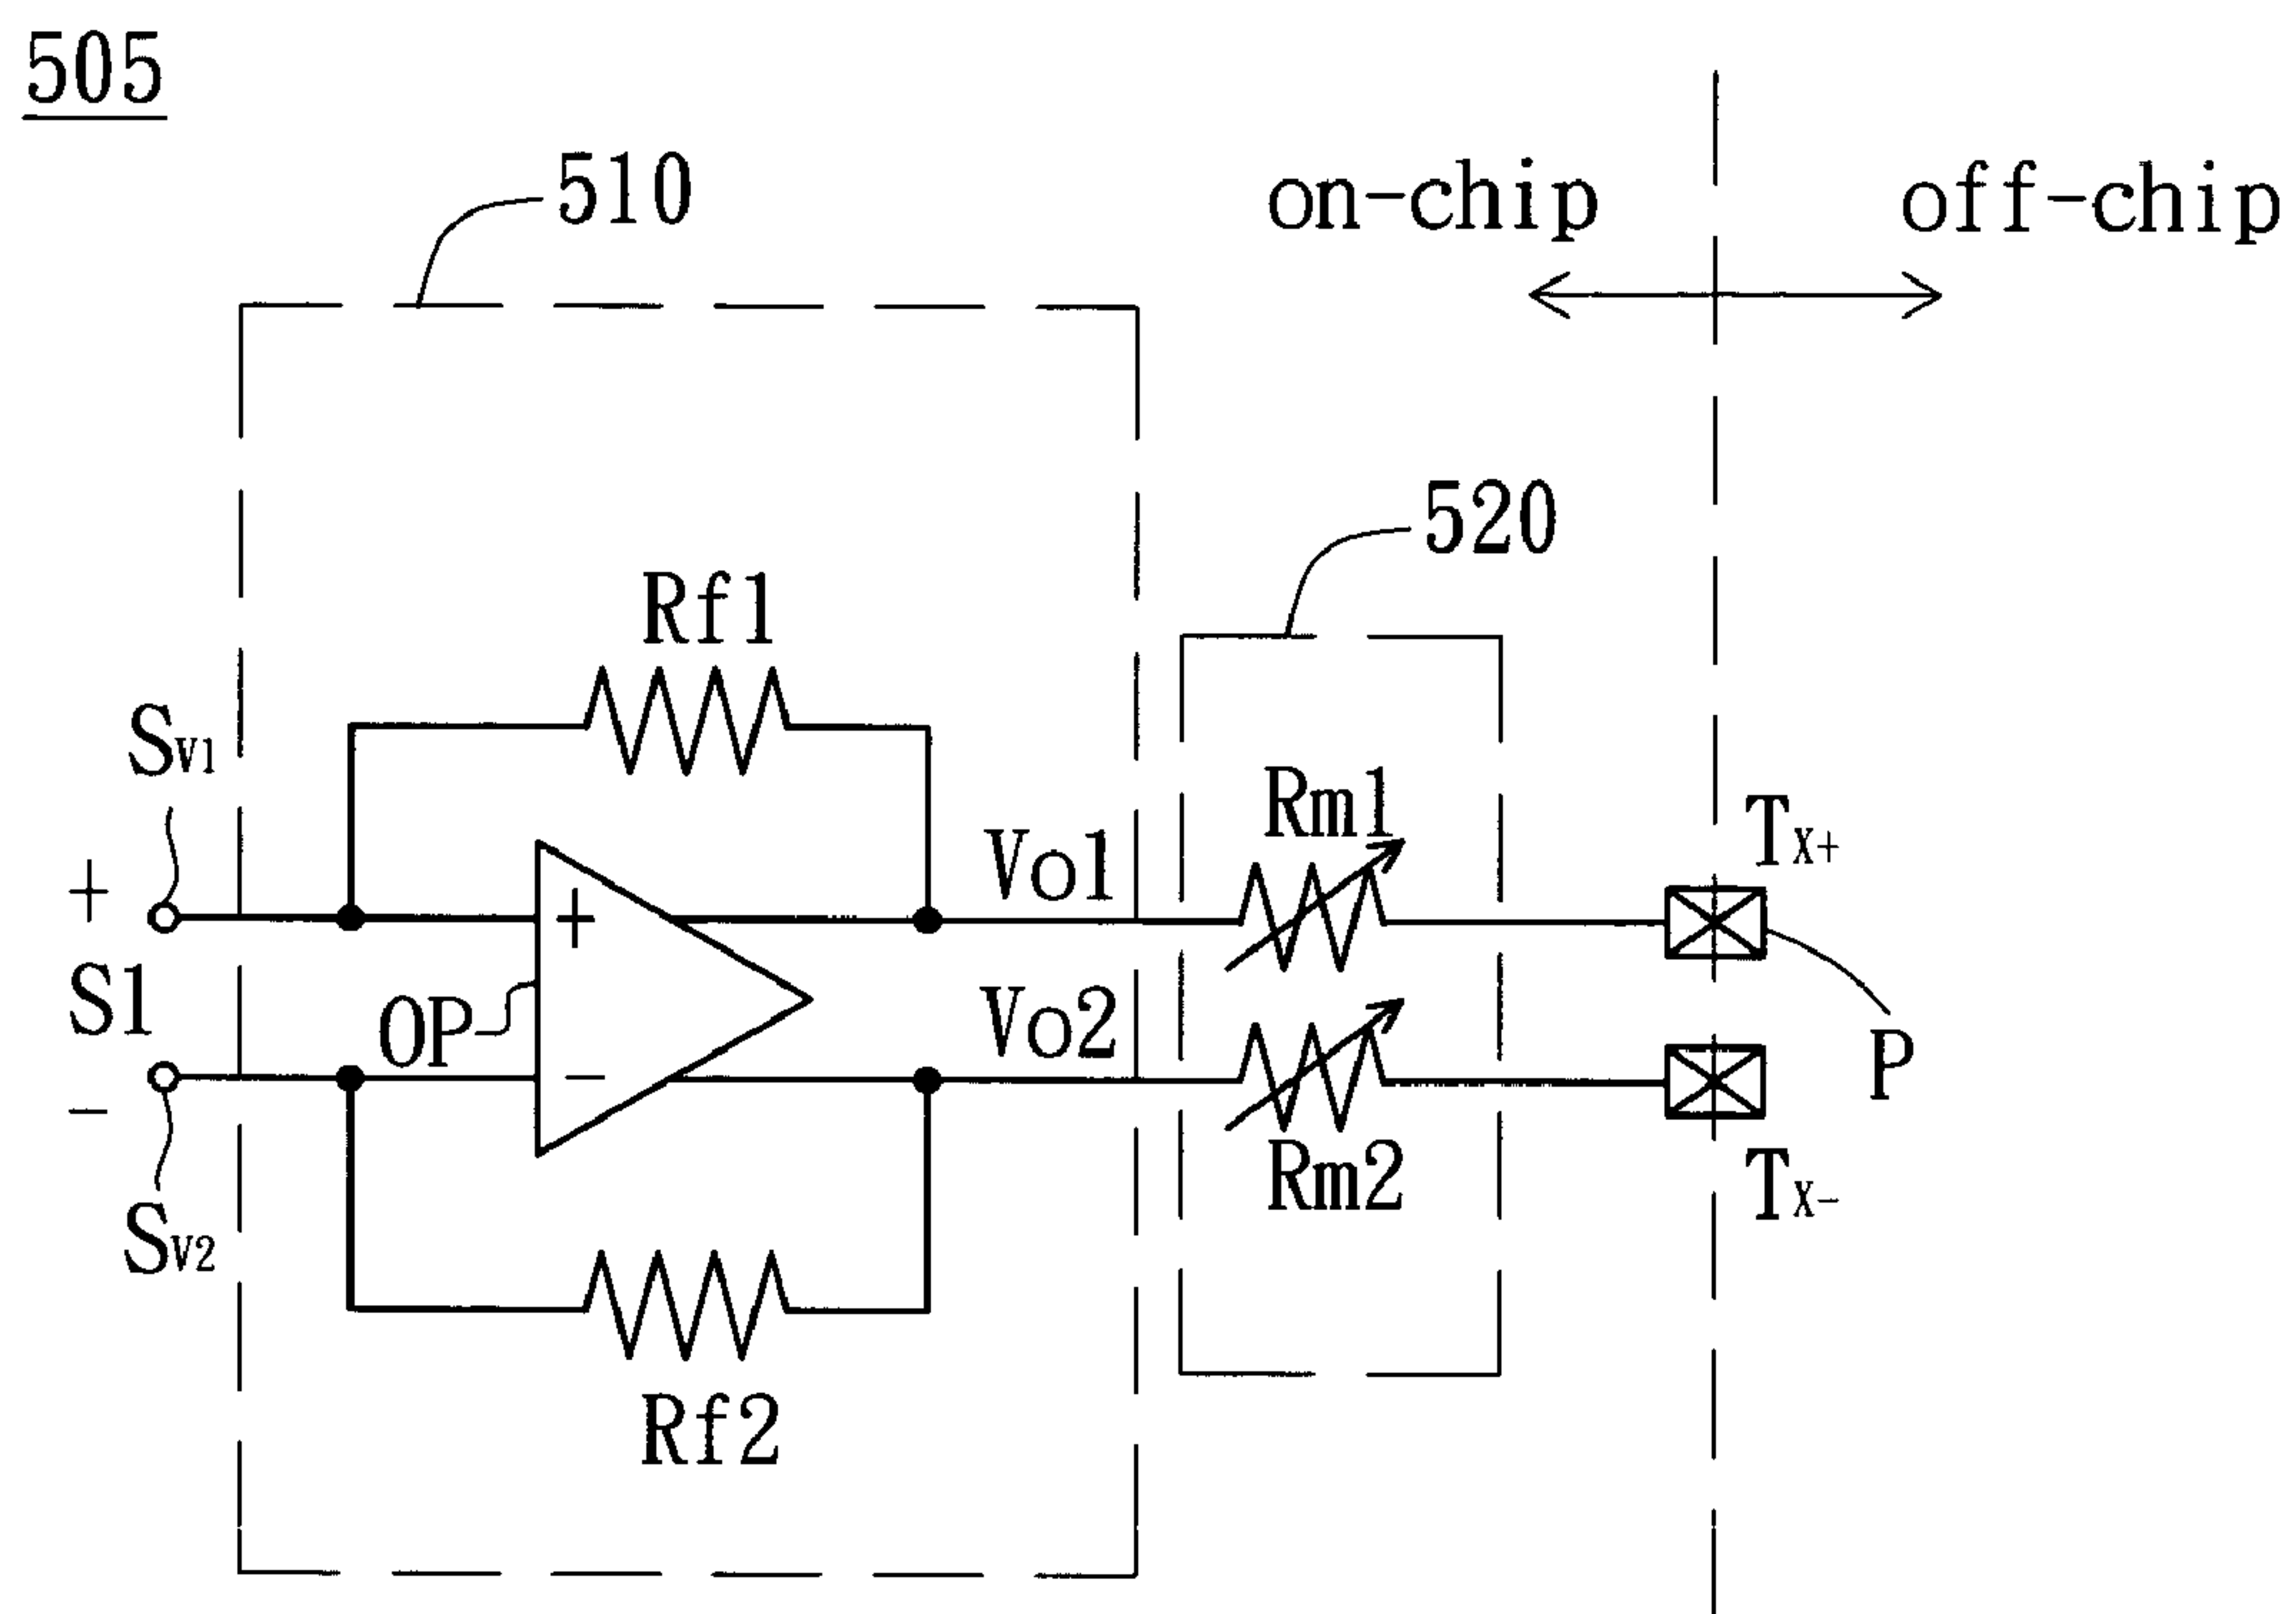 505
510
on-chip
off-chip
520
Rf1
Sv1
Rm1
Vo1
Tx+
+
+
S1
OP
Vo2
P
-
-
Rm2
Tx-
Sv2
Rf2